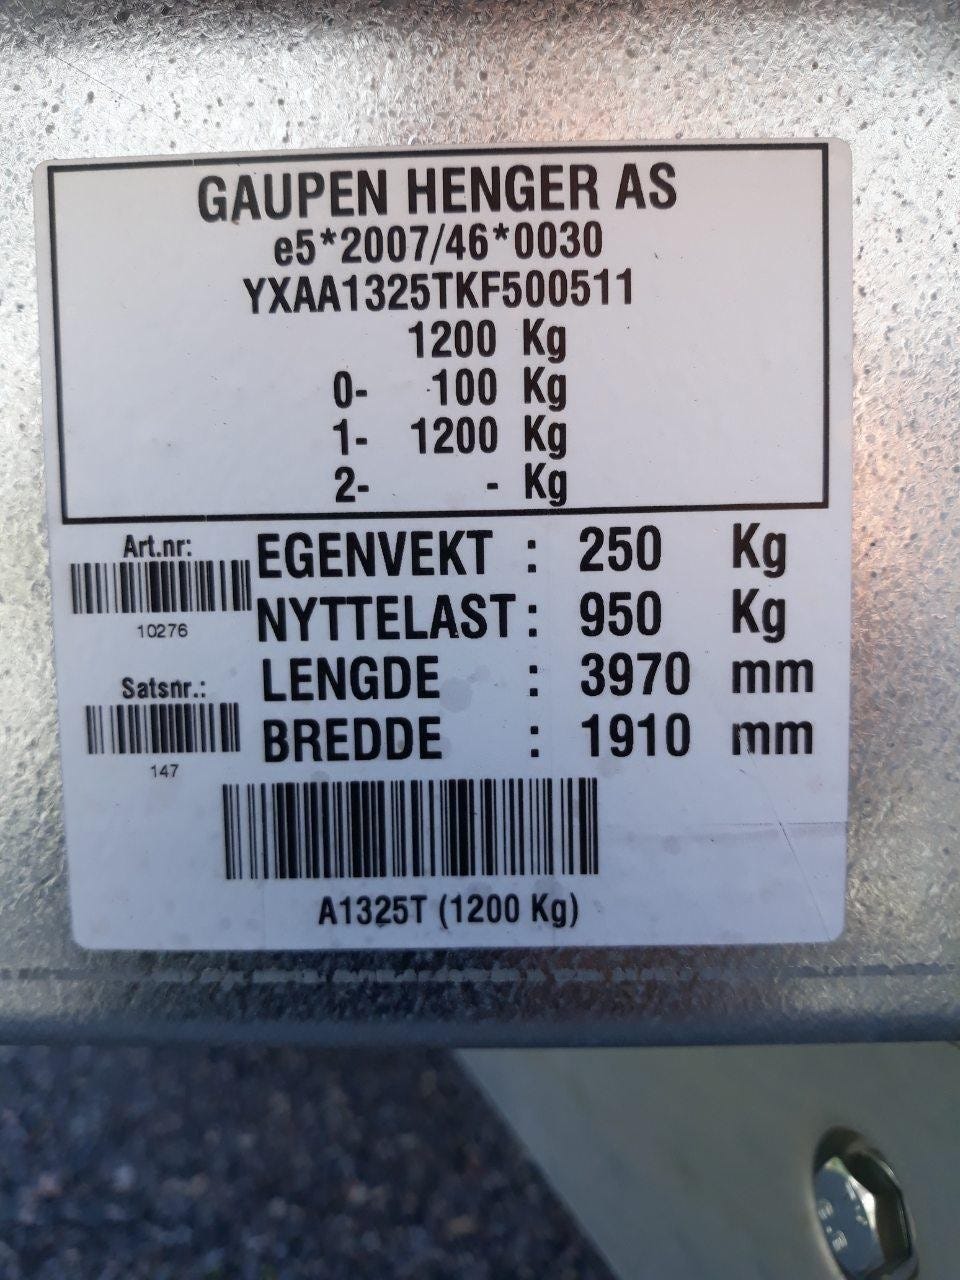 GAUPEN HENGER AS
e5*2007/46*0030
YXAA1325TKF500511
1200 Kg
0- 100 Kg
1- 1200 Kg
2- - Kg
Art.nr:
10276
EGENVEKT : 250 Kg
NYTTELAST : 950 Kg
Satsnr.:
147
LENGDE : 3970 mm
BREDDE : 1910 mm
A1325T (1200 Kg)